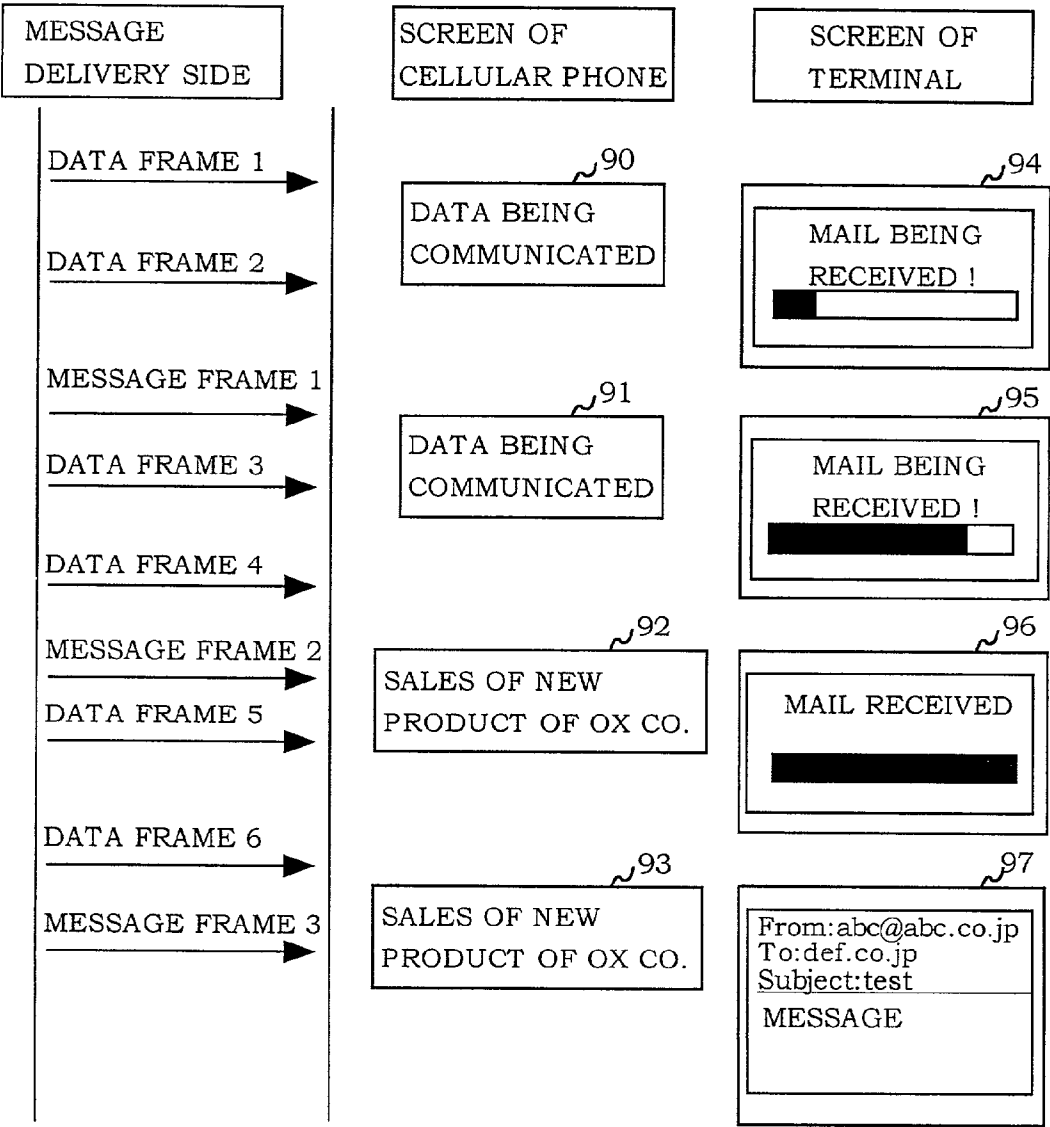 MESSAGE
DELIVERY SIDE
SCREEN OF
CELLULAR PHONE
SCREEN OF
TERMINAL
DATA FRAME 1
DATA FRAME 2
MESSAGE FRAME 1
DATA FRAME 3
DATA FRAME 4
MESSAGE FRAME 2
DATA FRAME 5
DATA FRAME 6
MESSAGE FRAME 3
90
DATA BEING
COMMUNICATED
91
DATA BEING
COMMUNICATED
92
SALES OF NEW
PRODUCT OF OX CO.
93
SALES OF NEW
PRODUCT OF OX CO.
94
MAIL BEING
RECEIVED !
95
MAIL BEING
RECEIVED !
96
MAIL RECEIVED
97
From:abc@abc.co.jp
To:def.co.jp
Subject:test
MESSAGE